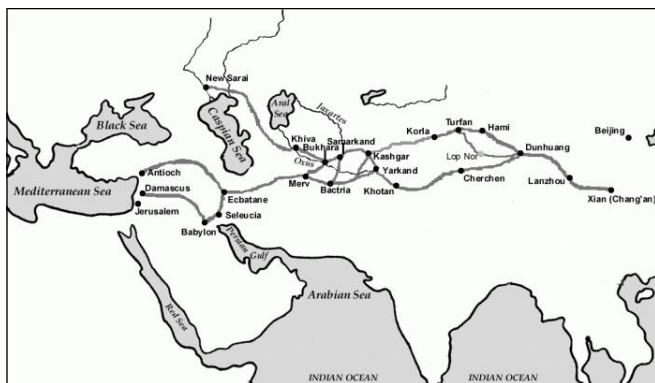 New Sarai
Aral
Sea
Jaxartes
Caspian Sea
Black Sea
Khiva
Bukhara
Samarkand
Oxus
Korla
Turfan
Hami
Beijing
Kashgar
Lop Nor
Dunhuang
Antioch
Mediterranean Sea
Damascus
Jerusalem
Ecbatane
Seleucia
Babylon
Merv
Bactria
Yarkand
Khotan
Cherchen
Lanzhou
Xian (Chang'an)
Persian
Gulf
Red Sea
Arabian Sea
INDIAN OCEAN
INDIAN OCEAN